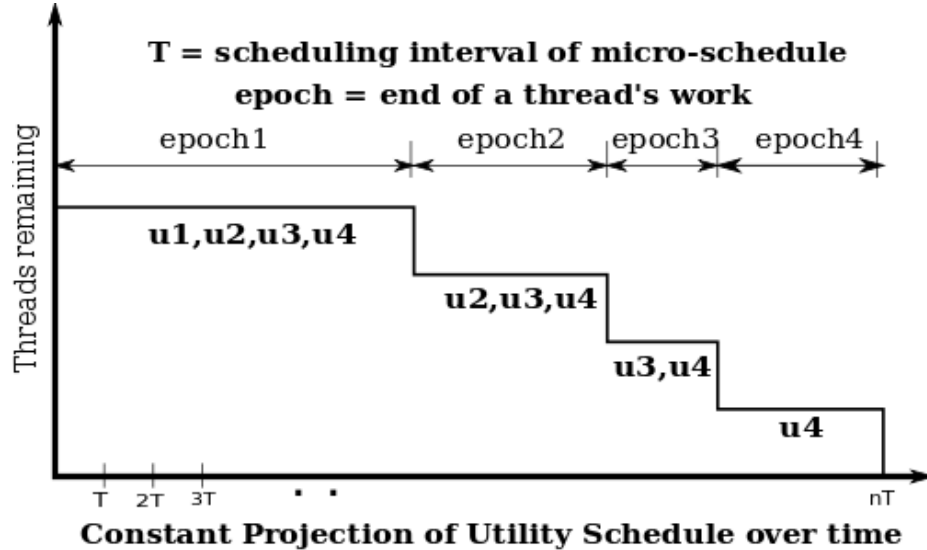 T = scheduling interval of micro-schedule
epoch = end of a thread's work
epoch1 epoch2 epoch3 epoch4
Threads remaining
u1,u2,u3,u4
u2,u3,u4
u3,u4
u4
T 2T 3T . . nT
Constant Projection of Utility Schedule over time